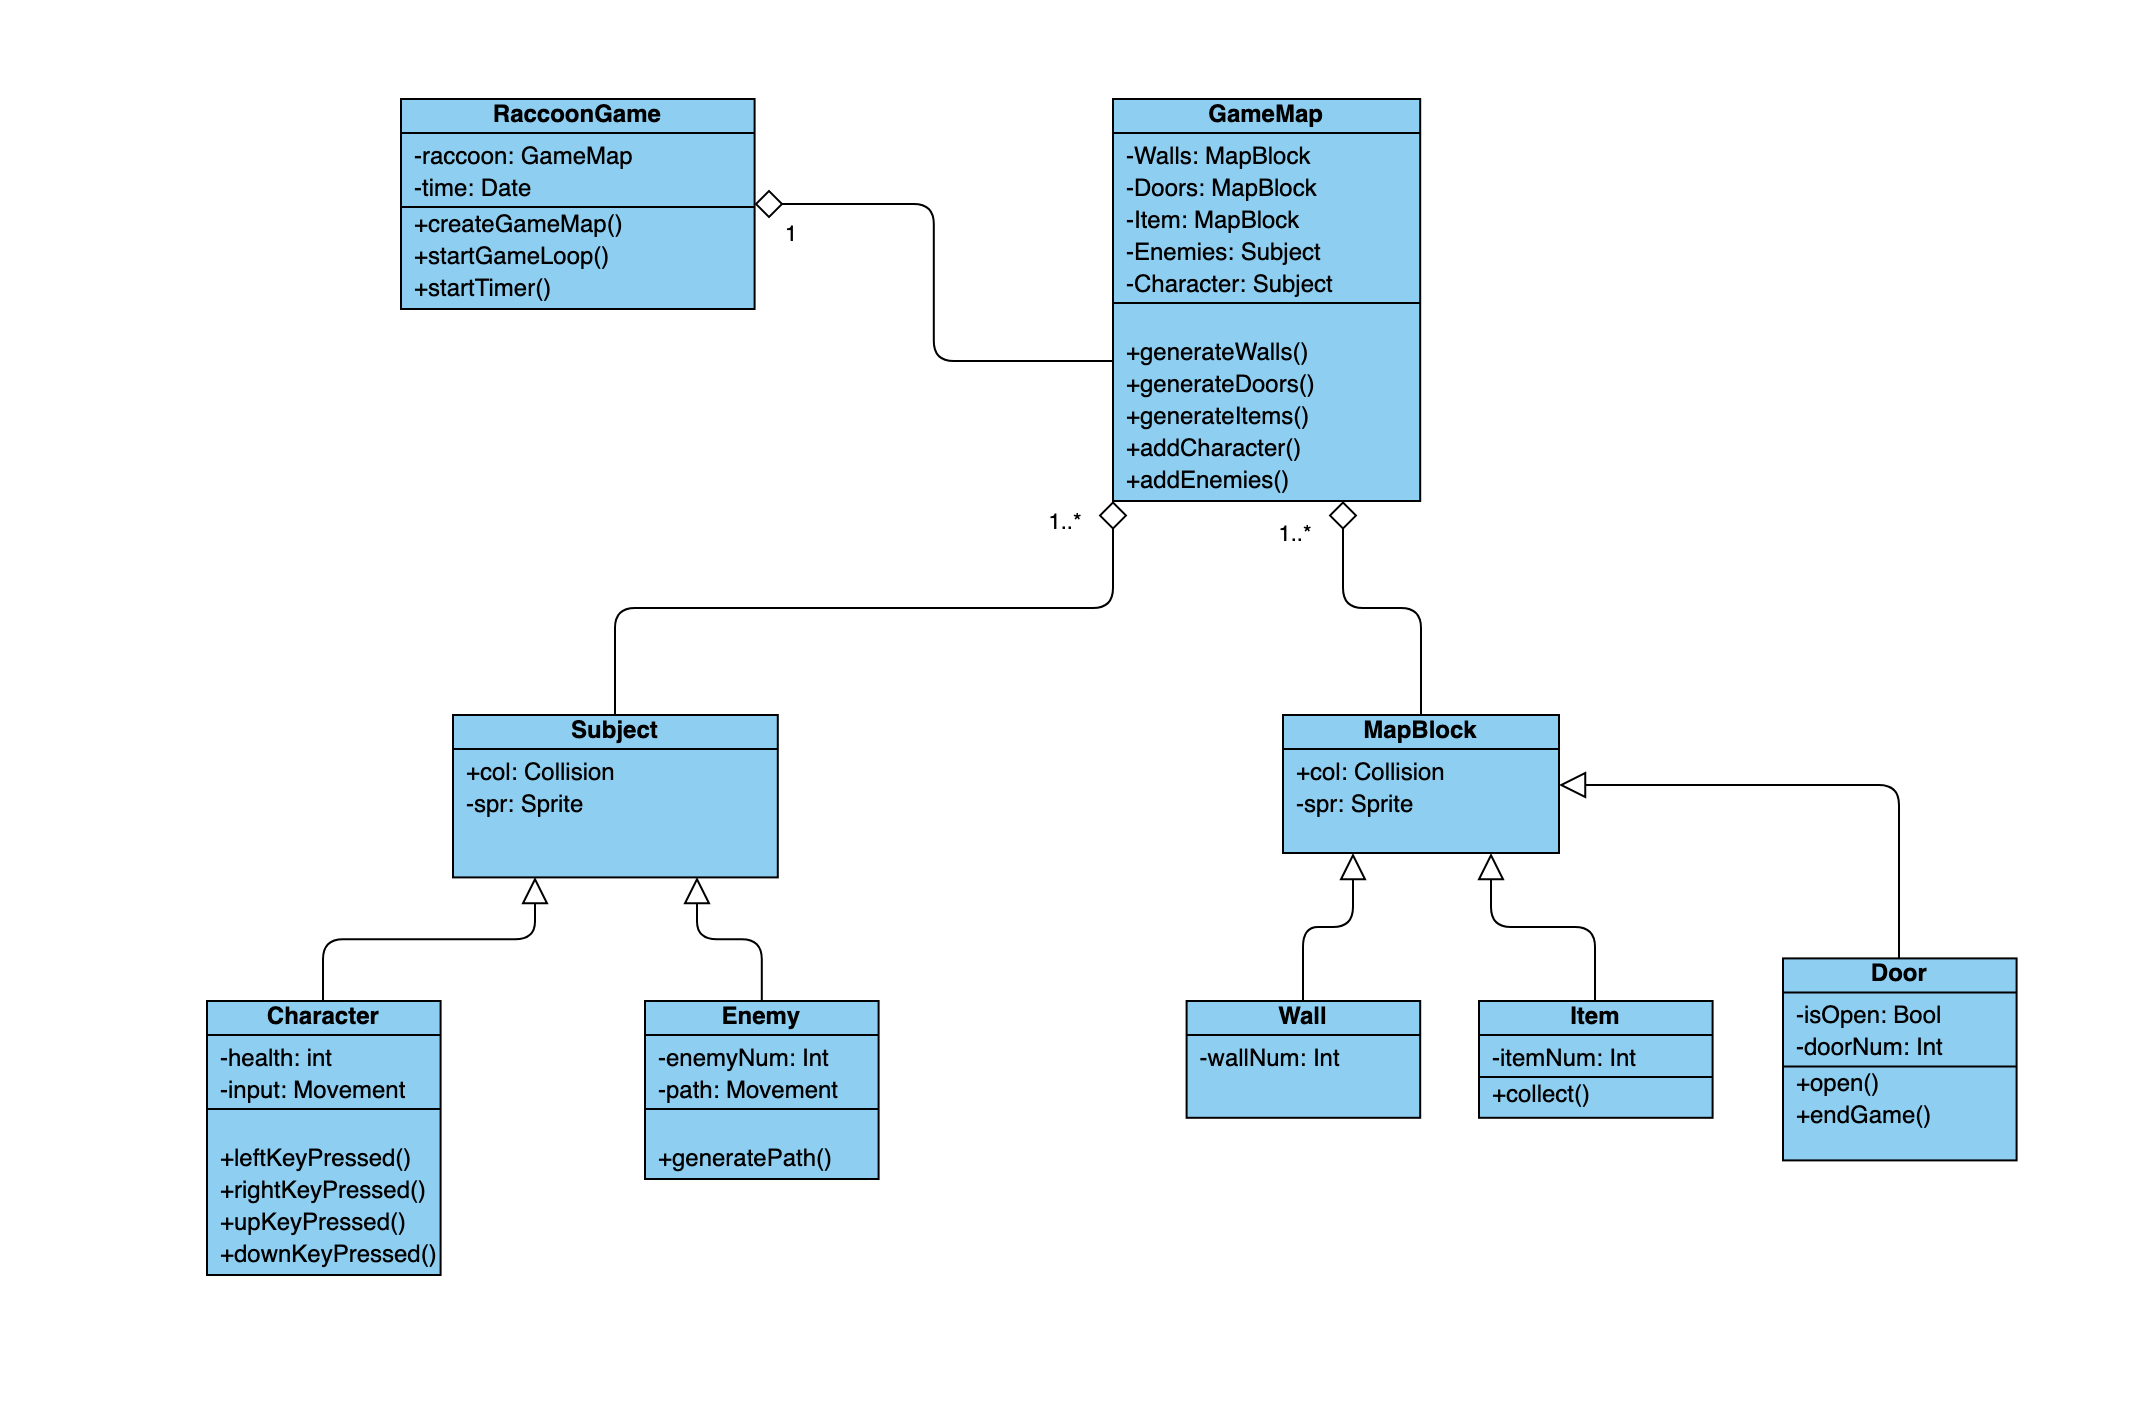 RaccoonGame
-raccoon: GameMap
-time: Date
+createGameMap()
+startGameLoop()
+startTimer()
1
GameMap
-Walls: MapBlock
-Doors: MapBlock
-Item: MapBlock
-Enemies: Subject
-Character: Subject
+generateWalls()
+generateDoors()
+generateItems()
+addCharacter()
+addEnemies()
1..*
1..*
Subject
+col: Collision
-spr: Sprite
MapBlock
+col: Collision
-spr: Sprite
Character
-health: int
-input: Movement
+leftKeyPressed()
+rightKeyPressed()
+upKeyPressed()
+downKeyPressed()
Enemy
-enemyNum: Int
-path: Movement
+generatePath()
Wall
-wallNum: Int
Item
-itemNum: Int
+collect()
Door
-isOpen: Bool
-doorNum: Int
+open()
+endGame()